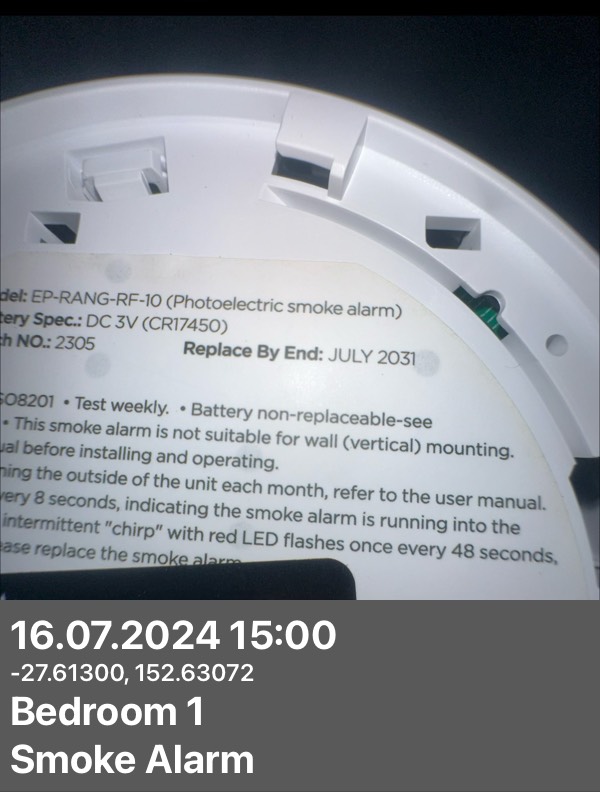 del: EP-RANG-RF-10 (Photoelectric smoke alarm)
tery Spec.: DC 3V (CR17450)
ch NO.: 2305 Replace By End: JULY 2031
SO8201 • Test weekly. • Battery non-replaceable-see
• This smoke alarm is not suitable for wall (vertical) mounting.
ual before installing and operating.
ning the outside of the unit each month, refer to the user manual.
very 8 seconds, indicating the smoke alarm is running into the
intermittent "chirp" with red LED flashes once every 48 seconds,
ease replace the smoke alarm
16.07.2024 15:00
-27.61300, 152.63072
Bedroom 1
Smoke Alarm